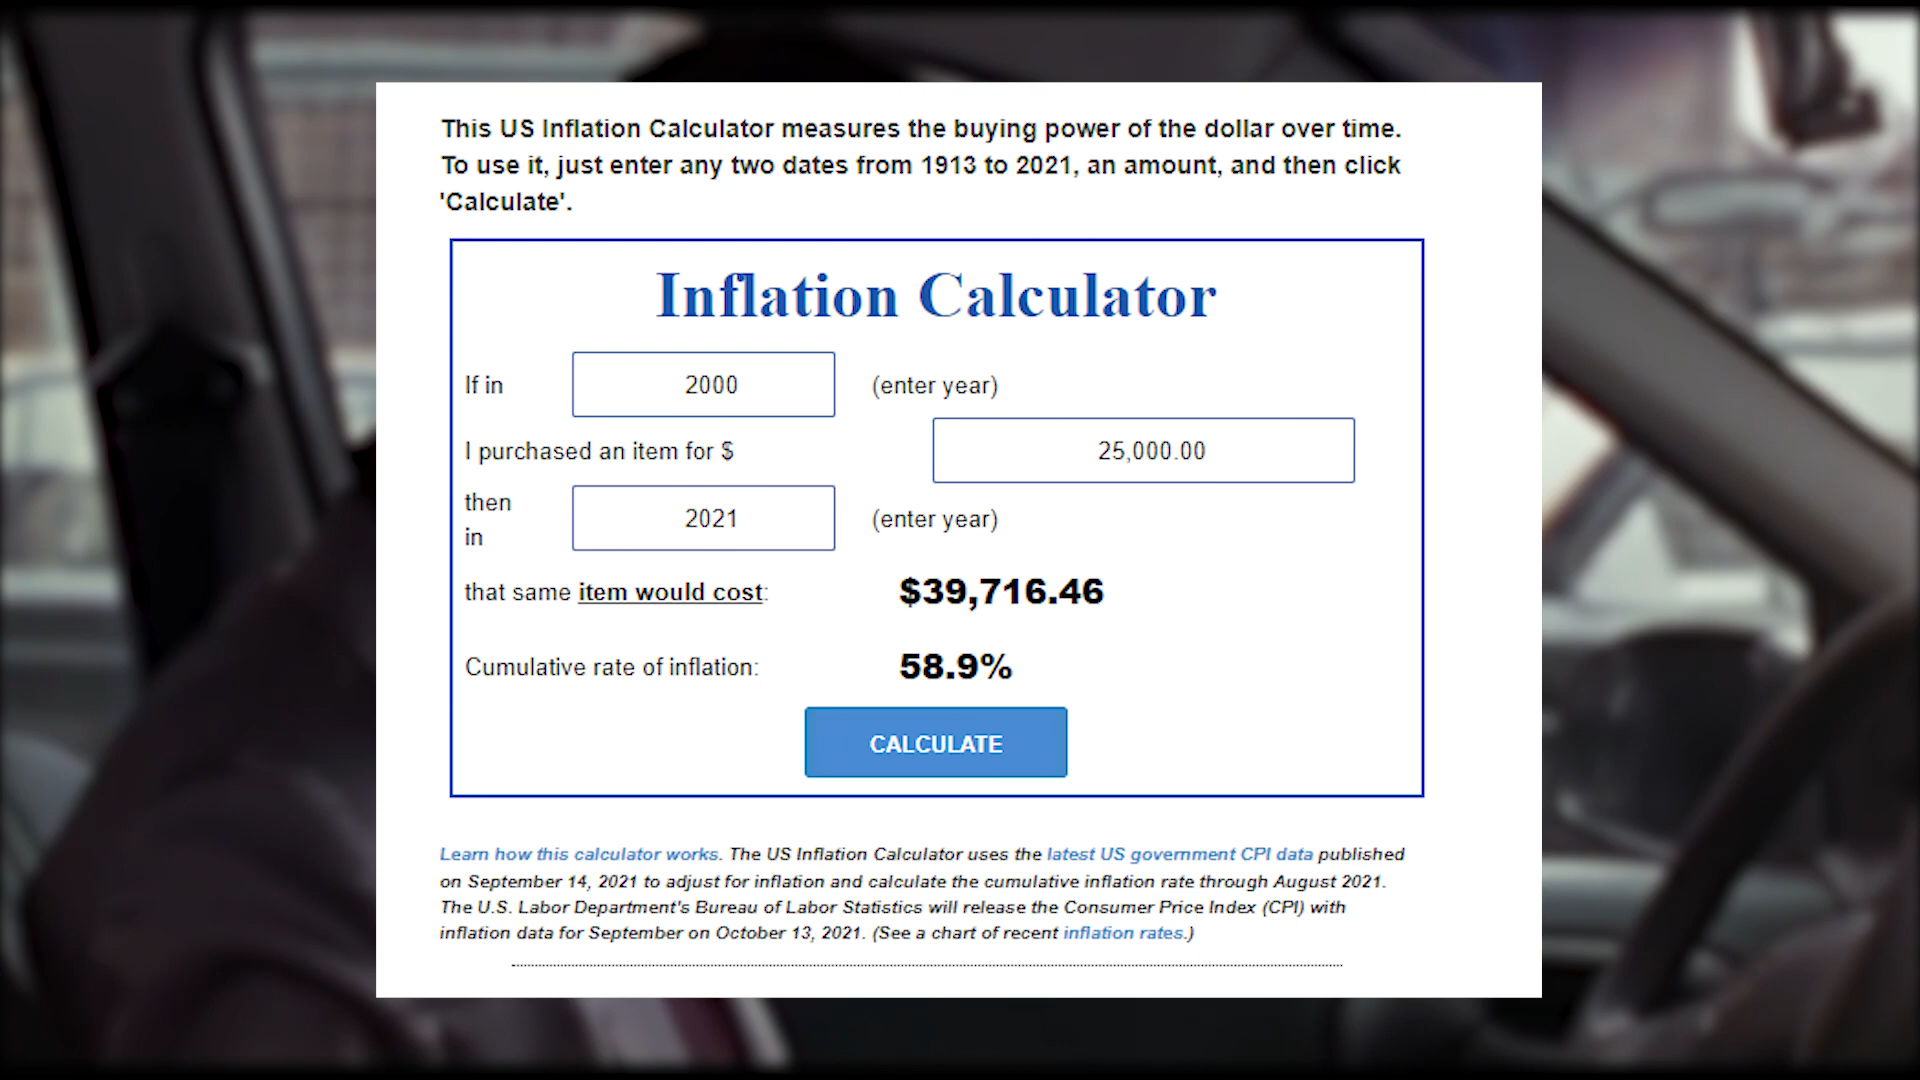 This US Inflation Calculator measures the buying power of the dollar over time.
To use it, just enter any two dates from 1913 to 2021, an amount, and then click
'Calculate'.
Inflation Calculator
If in 2000 (enter year)
I purchased an item for $ 25,000.00
then
in 2021 (enter year)
that same item would cost: $39,716.46
Cumulative rate of inflation: 58.9%
CALCULATE
Learn how this calculator works. The US Inflation Calculator uses the latest US government CPI data published
on September 14, 2021 to adjust for inflation and calculate the cumulative inflation rate through August 2021.
The U.S. Labor Department's Bureau of Labor Statistics will release the Consumer Price Index (CPI) with
inflation data for September on October 13, 2021. (See a chart of recent inflation rates.)